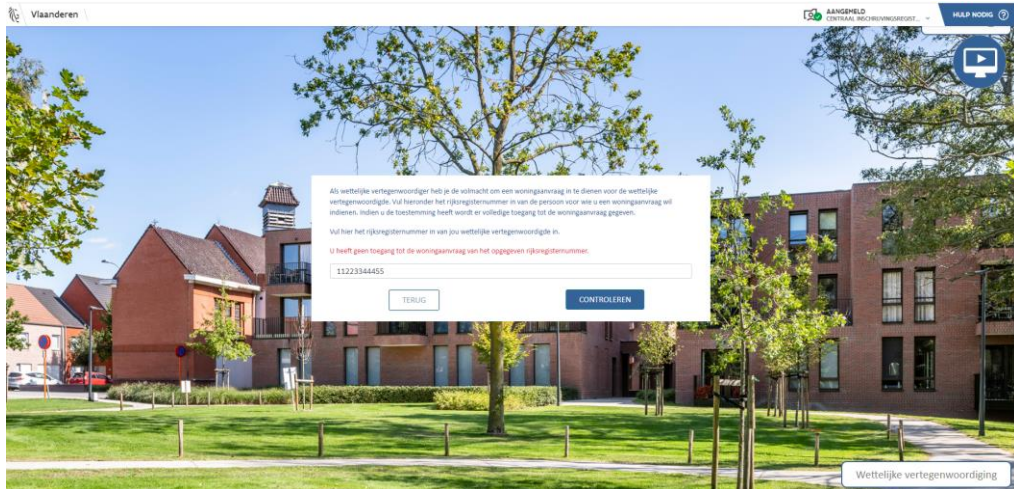 Vlaanderen
AANGEMELD
CENTRAAL INSCHRIJVINGSREGIST...
HULP NODIG
Als wettelijke vertegenwoordiger heb je de volmacht om een woningaanvraag in te dienen voor de wettelijke
vertegenwoordigde. Vul hieronder het rijksregisternummer in van de persoon voor wie u een woningaanvraag wil
indienen. Indien u de toestemming heeft wordt er volledige toegang tot de woningaanvraag gegeven.
Vul hier het rijksregisternummer in van jou wettelijke vertegenwoordigde in.
U heeft geen toegang tot de woningaanvraag van het opgegeven rijksregisternummer.
11223344455
TERUG
CONTROLEREN
Wettelijke vertegenwoordiging